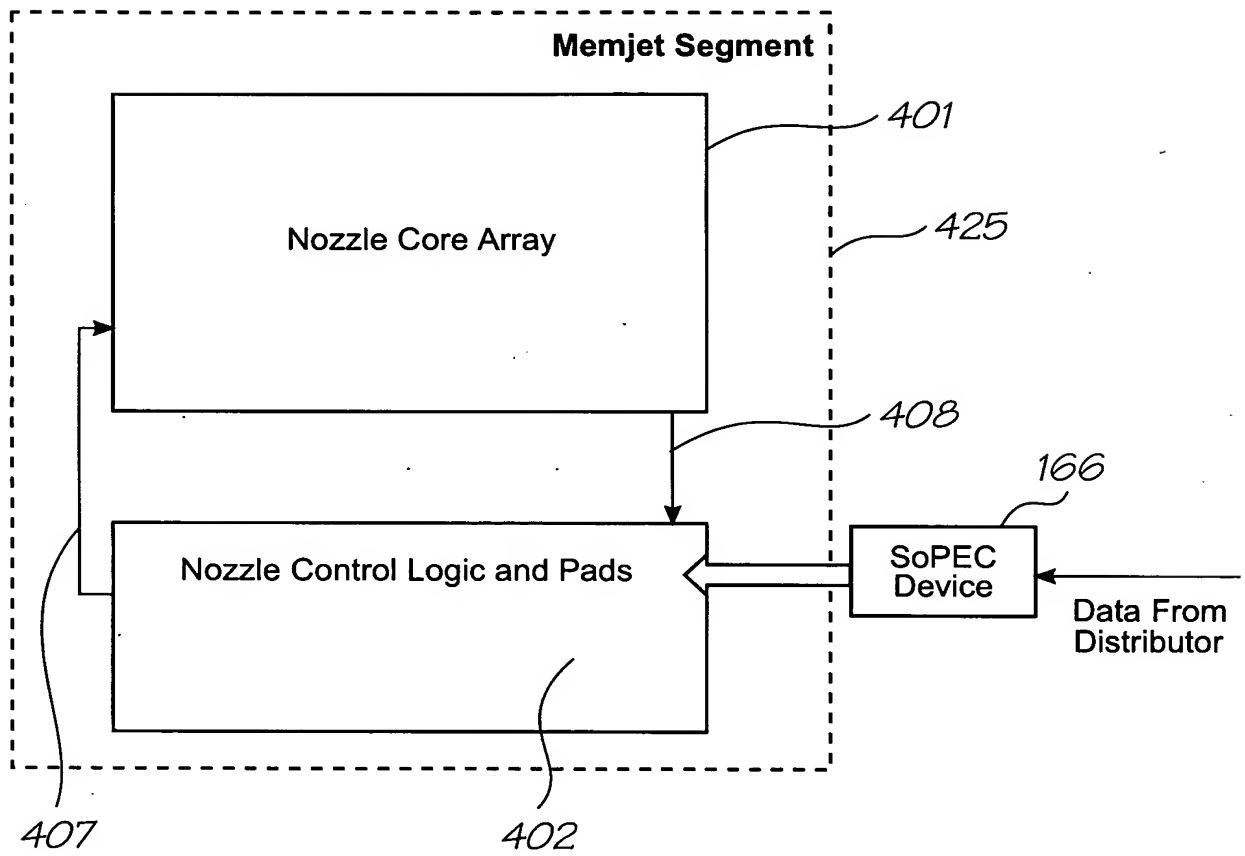 Memjet Segment
401
Nozzle Core Array
425
408
166
Nozzle Control Logic and Pads
SoPEC
Device
Data From
Distributor
407
402